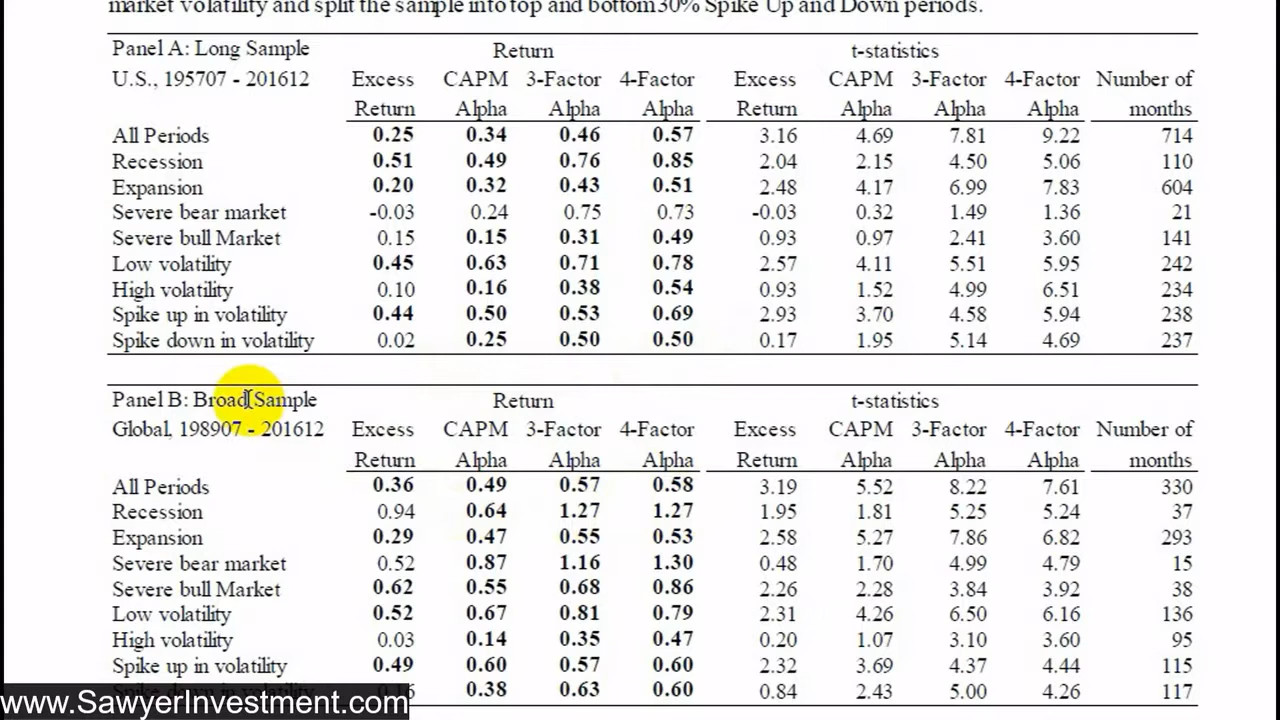 market volatility and split the sample into top and bottom 30% Spike Up and Down periods.
Panel A: Long Sample Return t-statistics
U.S., 195707 - 201612 Excess CAPM 3-Factor 4-Factor Excess CAPM 3-Factor 4-Factor Number of
Return Alpha Alpha Alpha Return Alpha Alpha Alpha months
All Periods 0.25 0.34 0.46 0.57 3.16 4.69 7.81 9.22 714
Recession 0.51 0.49 0.76 0.85 2.04 2.15 4.50 5.06 110
Expansion 0.20 0.32 0.43 0.51 2.48 4.17 6.99 7.83 604
Severe bear market -0.03 0.24 0.75 0.73 -0.03 0.32 1.49 1.36 21
Severe bull Market 0.15 0.15 0.31 0.49 0.93 0.97 2.41 3.60 141
Low volatility 0.45 0.63 0.71 0.78 2.57 4.11 5.51 5.95 242
High volatility 0.10 0.16 0.38 0.54 0.93 1.52 4.99 6.51 234
Spike up in volatility 0.44 0.50 0.53 0.69 2.93 3.70 4.58 5.94 238
Spike down in volatility 0.02 0.25 0.50 0.50 0.17 1.95 5.14 4.69 237
Panel B: Broad Sample Return t-statistics
Global, 198907 - 201612 Excess CAPM 3-Factor 4-Factor Excess CAPM 3-Factor 4-Factor Number of
Return Alpha Alpha Alpha Return Alpha Alpha Alpha months
All Periods 0.36 0.49 0.57 0.58 3.19 5.52 8.22 7.61 330
Recession 0.94 0.64 1.27 1.27 1.95 1.81 5.25 5.24 37
Expansion 0.29 0.47 0.55 0.53 2.58 5.27 7.86 6.82 293
Severe bear market 0.52 0.87 1.16 1.30 0.48 1.70 4.99 4.79 15
Severe bull Market 0.62 0.55 0.68 0.86 2.26 2.28 3.84 3.92 38
Low volatility 0.52 0.67 0.81 0.79 2.31 4.26 6.50 6.16 136
High volatility 0.03 0.14 0.35 0.47 0.20 1.07 3.10 3.60 95
Spike up in volatility 0.49 0.60 0.57 0.60 2.32 3.69 4.37 4.44 115
0.38 0.63 0.60 0.84 2.43 5.00 4.26 117
www.SawyerInvestment.com